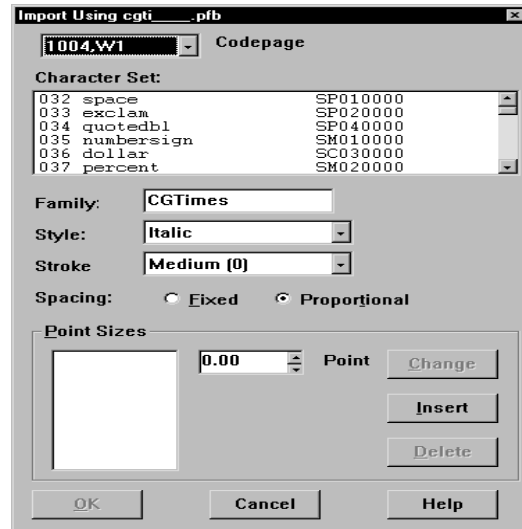 Import Using cgti_____.pfb
1004,W1 Codepage
Character Set:
032 space SP010000
033 exclam SP020000
034 quotedbl SP040000
035 numbersign SM010000
036 dollar SC030000
037 percent SM020000
Family: CGTimes
Style: Italic
Stroke Medium (0)
Spacing: Fixed Proportional
Point Sizes
0.00 Point Change
Insert
Delete
OK Cancel Help